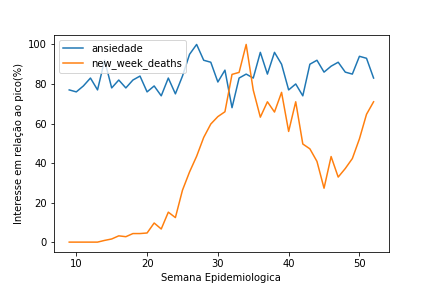 ansiedade
new_week_deaths
100
80
60
40
20
0
Interesse em relação ao pico(%)
10 20 30 40 50
Semana Epidemiologica